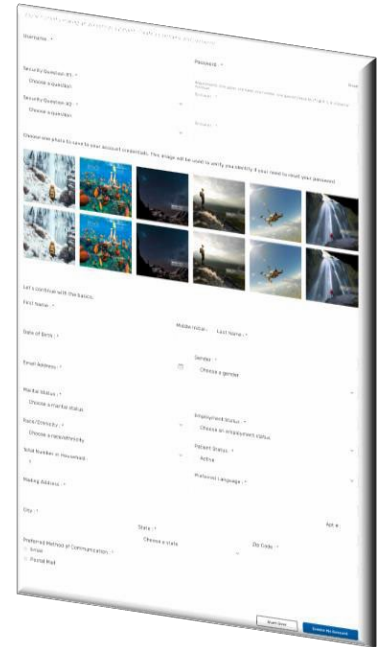 Username : *
Password : *
Security Question #1 : *
Choose a question
Security Question #2 : *
Choose a question
Choose one photo to save to your account credentials. This image will be used to verify you identity if you need to reset your password
Let's continue with the basics.
First Name : *
Middle Initial :
Last Name : *
Date of Birth : *
Gender : *
Choose a gender
Email Address : *
Marital Status : *
Choose a marital status
Employment Status : *
Choose an employment status
Race/Ethnicity : *
Choose a race/ethnicity
Patient Status : *
Active
Total Number in Household :
1
Preferred Language : *
Mailing Address : *
Apt #:
City : *
State : *
Choose a state
Zip Code : *
Preferred Method of Communication : *
Email
Postal Mail
Start Over
Create My Account